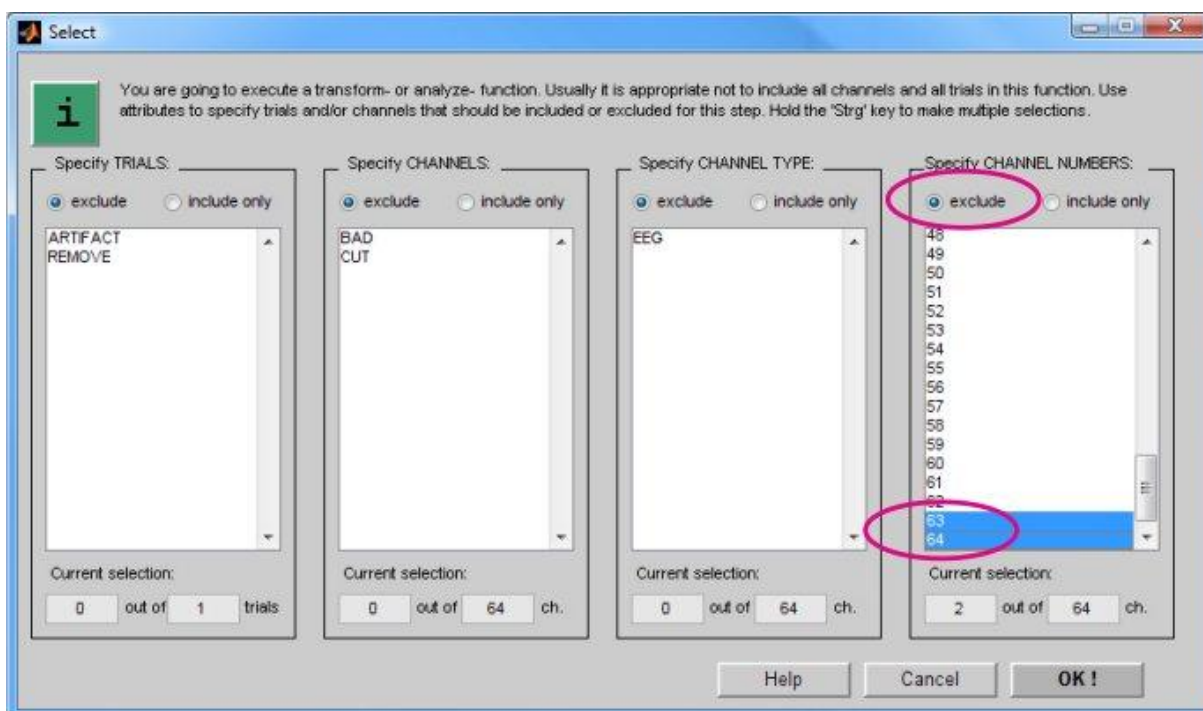 Select
i
You are going to execute a transform- or analyze- function. Usually it is appropriate not to include all channels and all trials in this function. Use
attributes to specify trials and/or channels that should be included or excluded for this step. Hold the 'Strg' key to make multiple selections.
Specify TRIALS:
exclude include only
ARTIFACT
REMOVE
Current selection:
0 out of 1 trials
Specify CHANNELS:
exclude include only
BAD
CUT
Current selection:
0 out of 64 ch.
Specify CHANNEL TYPE:
exclude include only
EEG
Current selection:
0 out of 64 ch.
Specify CHANNEL NUMBERS:
exclude include only
48
49
50
51
52
53
54
55
56
57
58
59
60
61
62
63
64
Current selection:
2 out of 64 ch.
Help Cancel OK !